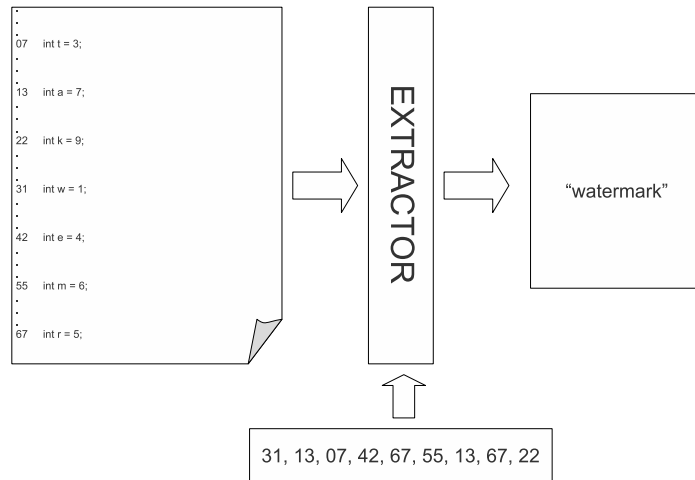 07 int t = 3;
13 int a = 7;
22 int k = 9;
31 int w = 1;
42 int e = 4;
55 int m = 6;
67 int r = 5;
EXTRACTOR
“watermark”
31, 13, 07, 42, 67, 55, 13, 67, 22